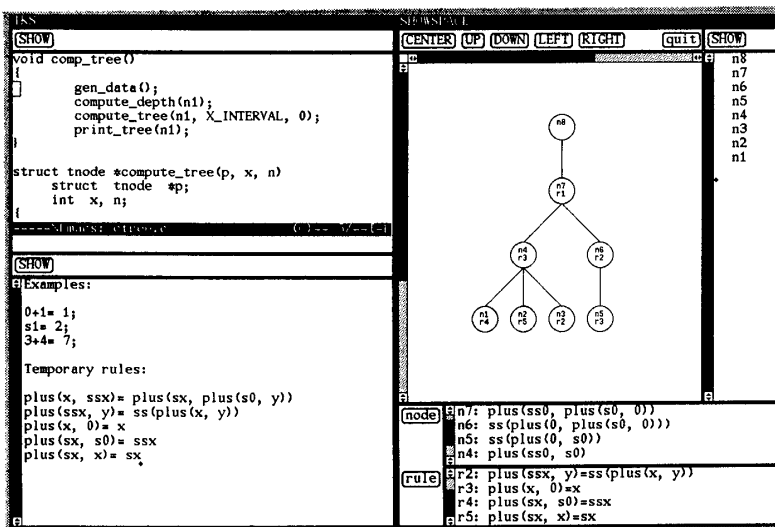 SHOWSPACE
[SHOW]
void comp_tree()
{
gen_data();
compute_depth(n1);
compute_tree(n1, X_INTERVAL, 0);
print_tree(n1);
}
struct tnode *compute_tree(p, x, n)
struct tnode *p;
int x, n;
{
[SHOW]
Examples:
0+1= 1;
s1= 2;
3+4= 7;
Temporary rules:
plus(x, ssx)= plus(sx, plus(s0, y))
plus(ssx, y)= ss(plus(x, y))
plus(x, 0)= x
plus(sx, s0)= ssx
plus(sx, x)= sx
[CENTER] [UP] [DOWN] [LEFT] [RIGHT] [quit]
n8
n7
r1
n4 n6
r3 r2
n1 n2 n3 n5
r4 r5 r2 r3
[SHOW]
n8
n7
n6
n5
n4
n3
n2
n1
[node]
n7: plus(ss0, plus(s0, 0))
n6: ss(plus(0, plus(s0, 0)))
n5: ss(plus(0, s0))
n4: plus(ss0, s0)
[rule]
r2: plus(ssx, y)=ss(plus(x, y))
r3: plus(x, 0)=x
r4: plus(sx, s0)=ssx
r5: plus(sx, x)=sx